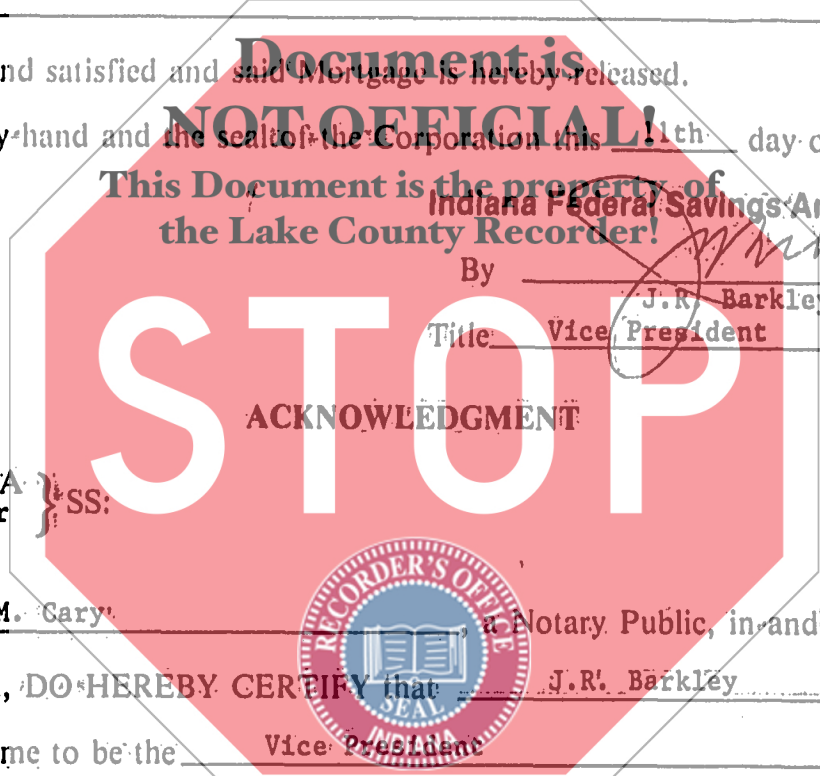 Document is
nd satisfied and said Mortgage is hereby released.
NOT OFFICIAL!
hand and the seal of the Corporation this 11th day
This Document is the property of
Indiana Federal Savings
the Lake County Recorder!
By
J.R. Barkley
Title Vice President
STOP
ACKNOWLEDGMENT
A
r } SS:
RECORDER'S OFFICE
M. Cary, a Notary Public, in and
, DO HEREBY CERTIFY that J.R. Barkley
SEAL
INDIANA
me to be the Vice President